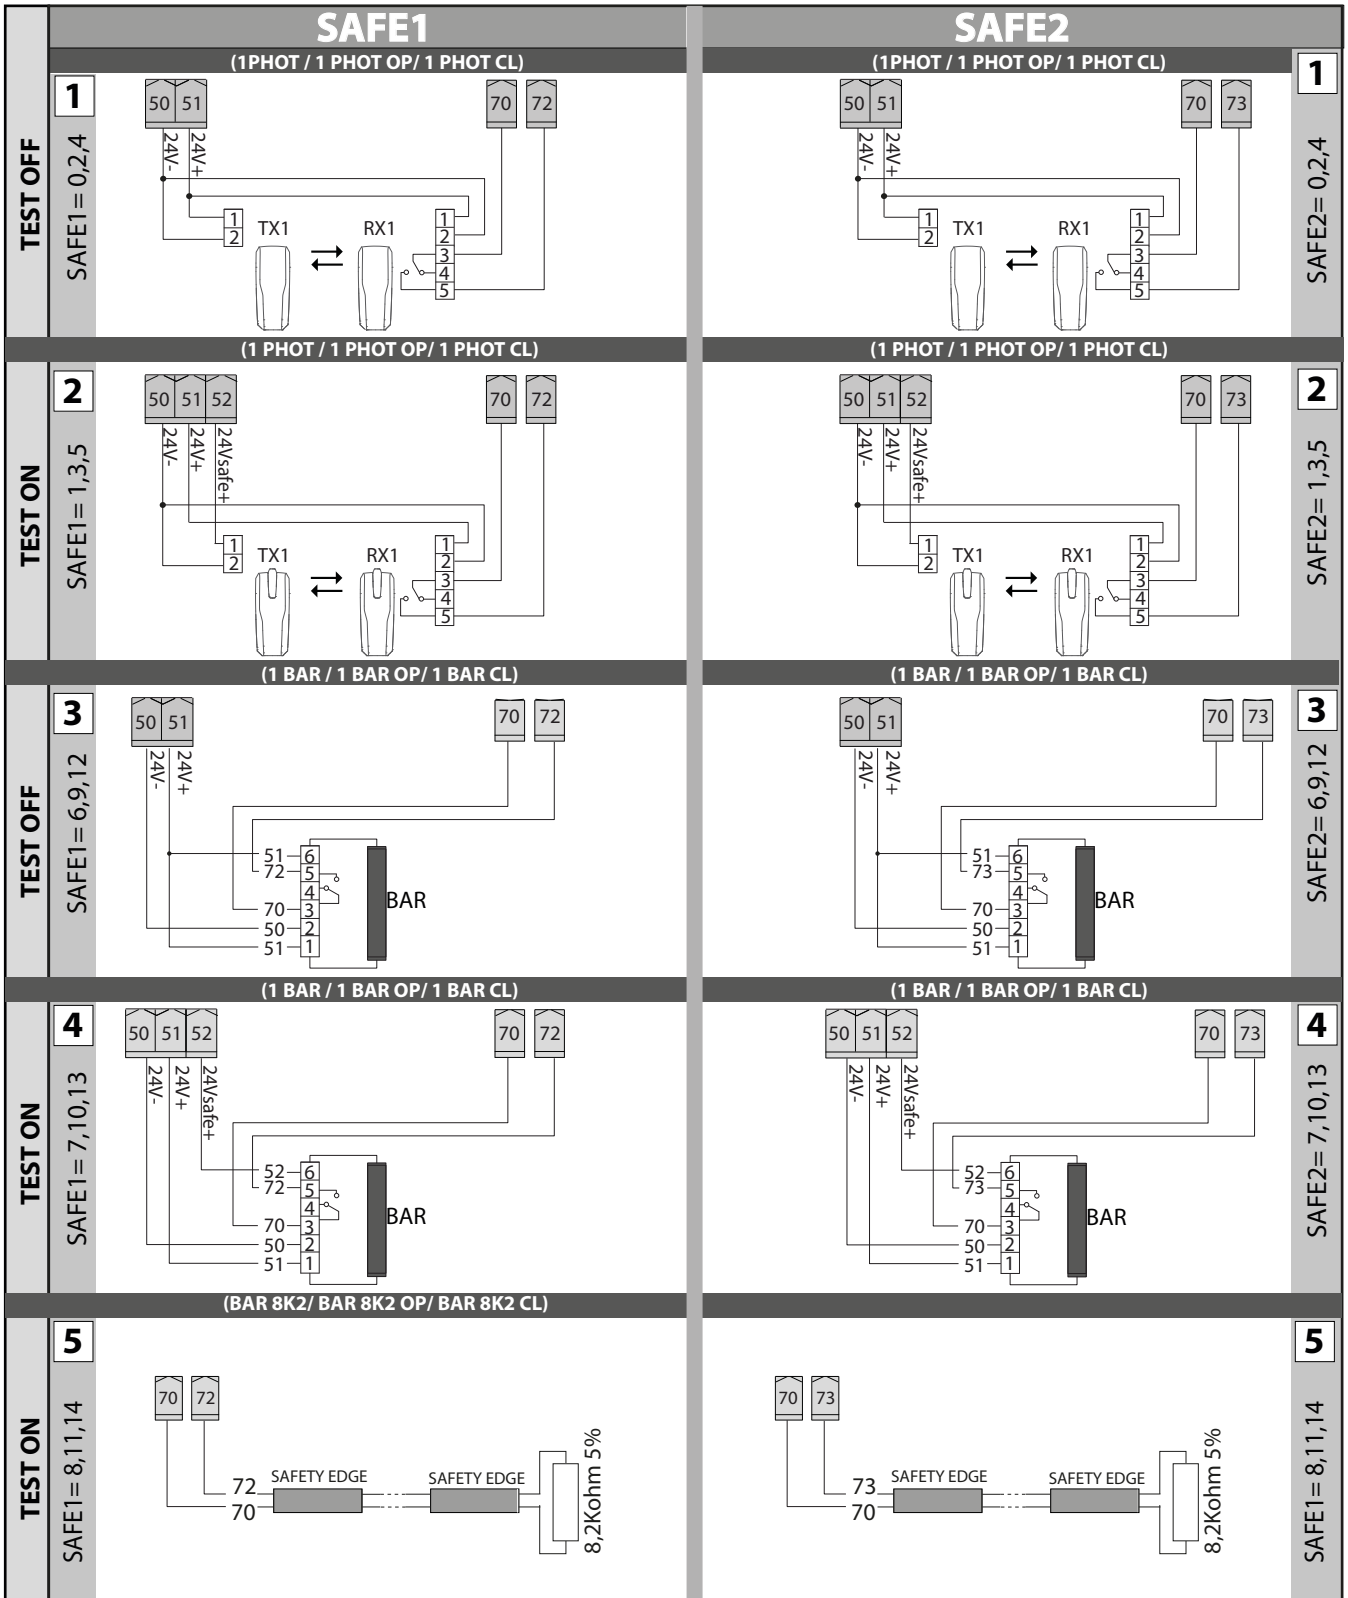 SAFE1
SAFE2
(1PHOT / 1 PHOT OP/ 1 PHOT CL)
(1PHOT / 1 PHOT OP/ 1 PHOT CL)
TEST OFF
1
SAFE1= 0,2,4
50 51
70 72
24V-
24V+
1
2
TX1
RX1
1
2
3
4
5
50 51
70 73
24V-
24V+
1
2
TX1
RX1
1
2
3
4
5
1
SAFE2= 0,2,4
(1 PHOT / 1 PHOT OP/ 1 PHOT CL)
(1 PHOT / 1 PHOT OP/ 1 PHOT CL)
TEST ON
2
SAFE1= 1,3,5
50 51 52
70 72
24V-
24V+
24Vsafe+
1
2
TX1
RX1
1
2
3
4
5
50 51 52
70 73
24V-
24V+
24Vsafe+
1
2
TX1
RX1
1
2
3
4
5
2
SAFE2= 1,3,5
(1 BAR / 1 BAR OP/ 1 BAR CL)
(1 BAR / 1 BAR OP/ 1 BAR CL)
TEST OFF
3
SAFE1= 6,9,12
50 51
70 72
24V-
24V+
51 6
72 5
4
70 3
50 2
51 1
BAR
50 51
70 73
24V-
24V+
51 6
73 5
4
70 3
50 2
51 1
BAR
3
SAFE2= 6,9,12
(1 BAR / 1 BAR OP/ 1 BAR CL)
(1 BAR / 1 BAR OP/ 1 BAR CL)
TEST ON
4
SAFE1= 7,10,13
50 51 52
70 72
24V-
24V+
24Vsafe+
52 6
72 5
4
70 3
50 2
51 1
BAR
50 51 52
70 73
24V-
24V+
24Vsafe+
52 6
73 5
4
70 3
50 2
51 1
BAR
4
SAFE2= 7,10,13
(BAR 8K2/ BAR 8K2 OP/ BAR 8K2 CL)
TEST ON
5
SAFE1= 8,11,14
70 72
72
70
SAFETY EDGE
SAFETY EDGE
8,2Kohm 5%
70 73
73
70
SAFETY EDGE
SAFETY EDGE
8,2Kohm 5%
5
SAFE1= 8,11,14